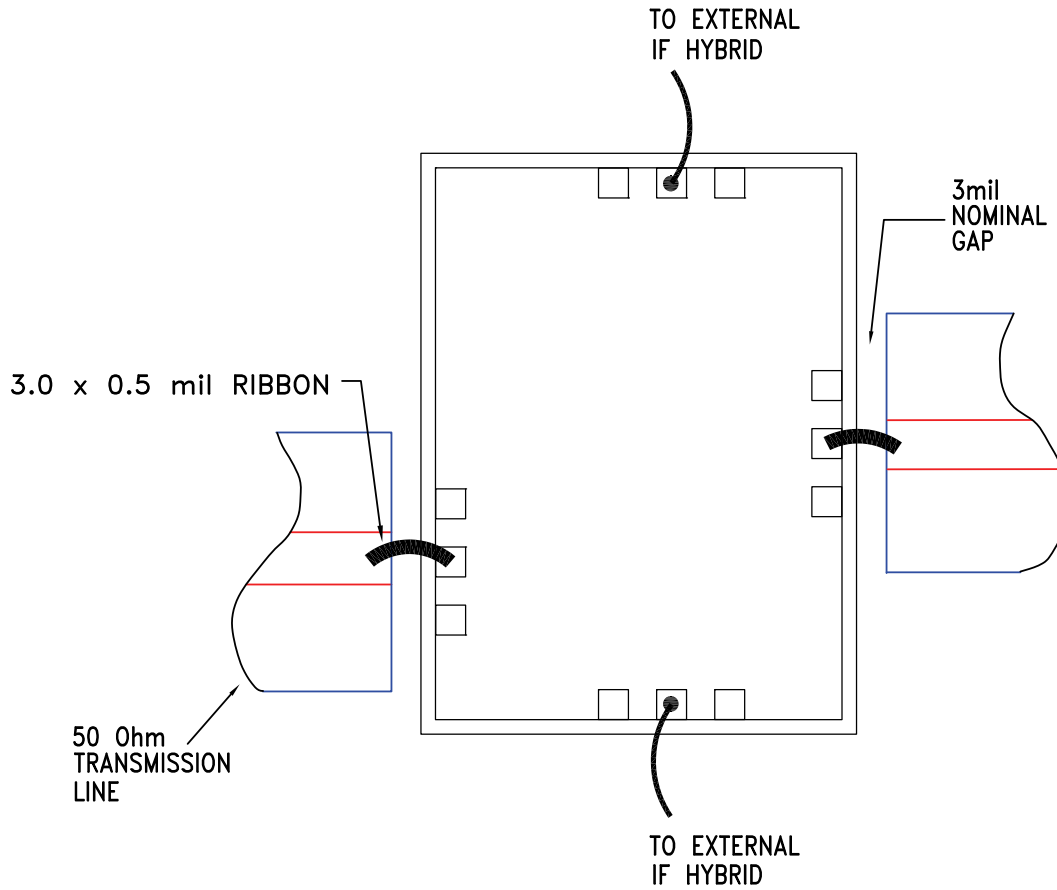 TO EXTERNAL
IF HYBRID
3mil
NOMINAL
GAP
3.0 x 0.5 mil RIBBON
50 Ohm
TRANSMISSION
LINE
TO EXTERNAL
IF HYBRID